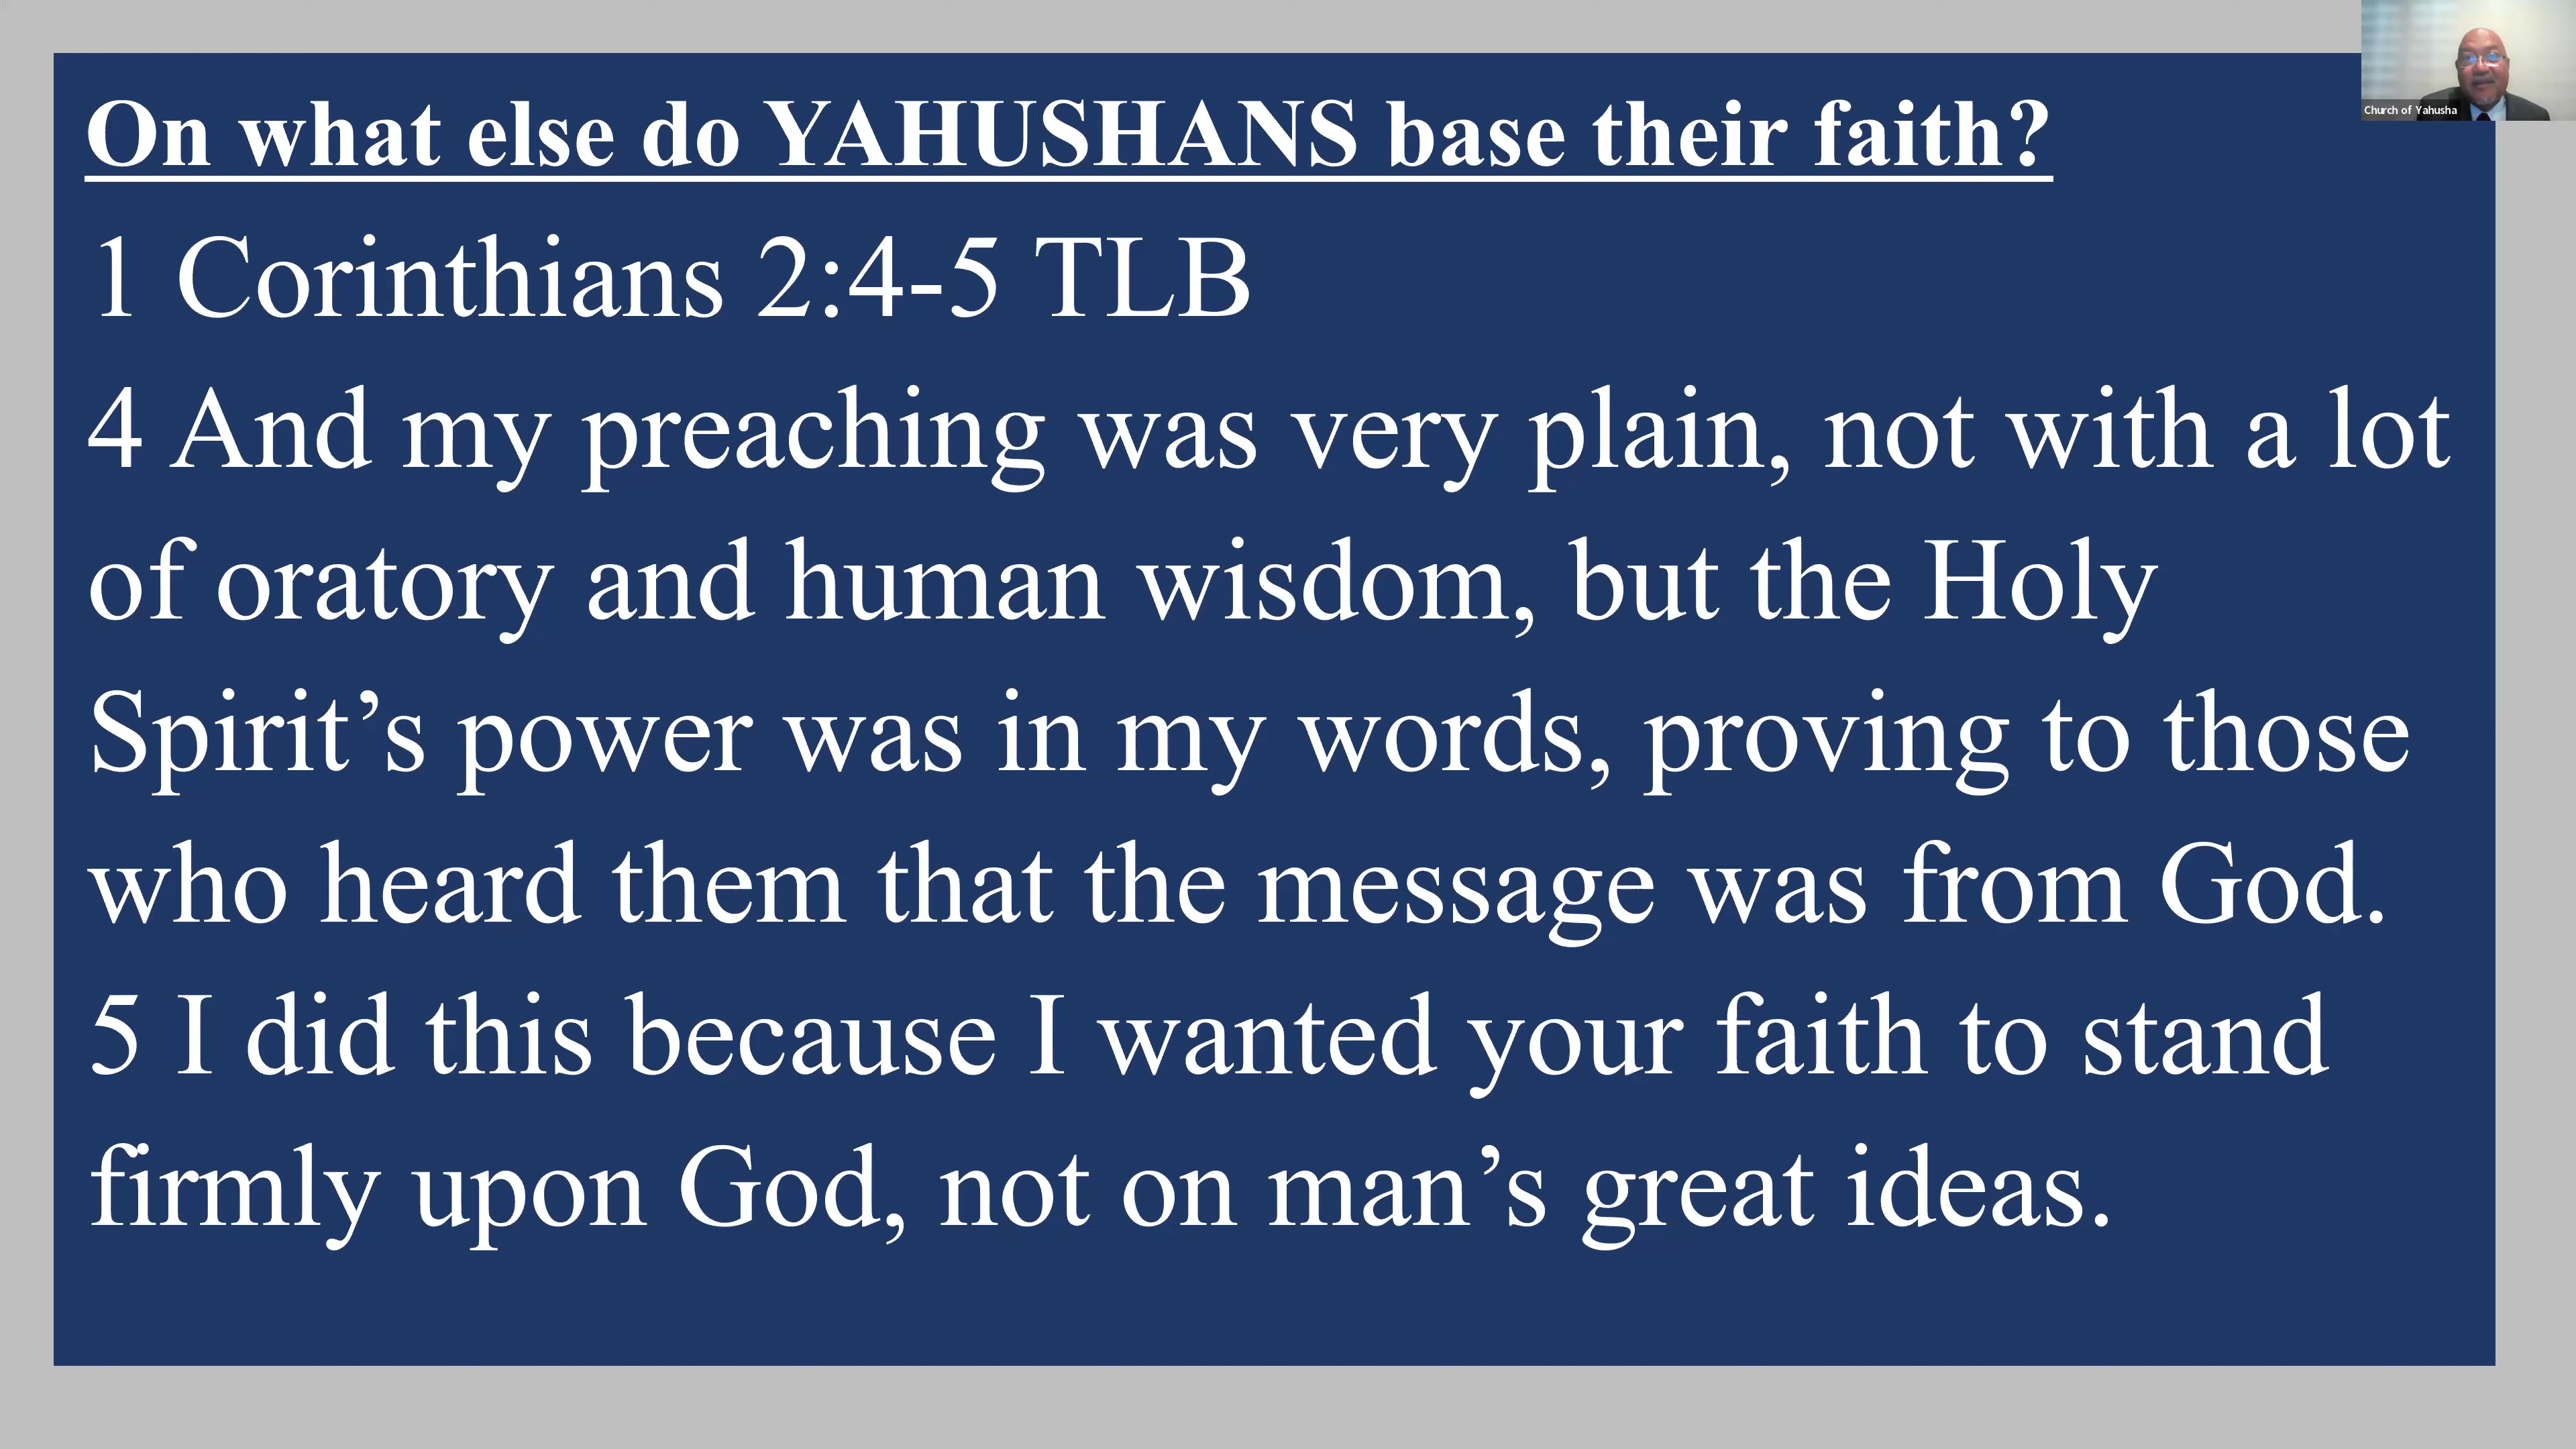 On what else do YAHUSHANS base their faith?
1 Corinthians 2:4-5 TLB
4 And my preaching was very plain, not with a lot
of oratory and human wisdom, but the Holy
Spirit’s power was in my words, proving to those
who heard them that the message was from God.
5 I did this because I wanted your faith to stand
firmly upon God, not on man’s great ideas.
Church of Yahusha